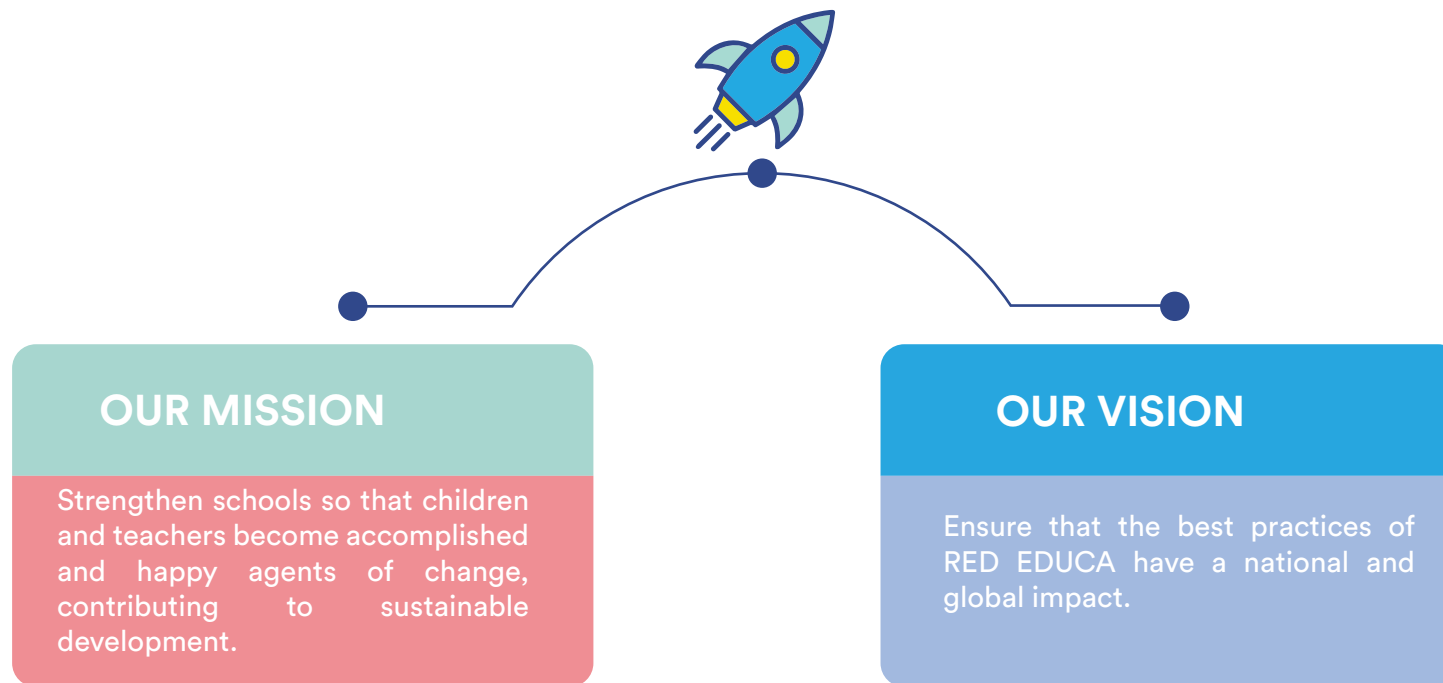 OUR MISSION
Strengthen schools so that children
and teachers become accomplished
and happy agents of change,
contributing to sustainable
development.
OUR VISION
Ensure that the best practices of
RED EDUCA have a national and
global impact.